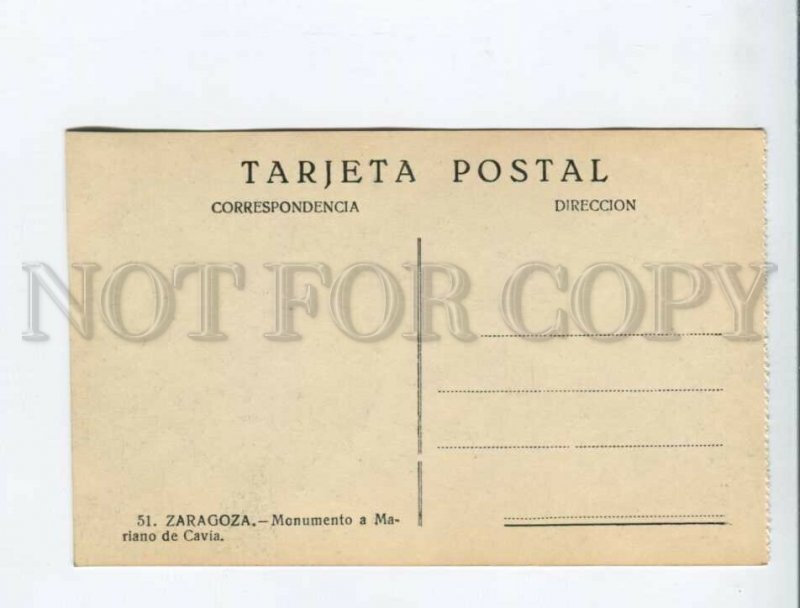 TARJETA POSTAL
CORRESPONDENCIA DIRECCION
NOT FOR COPY
51. ZARAGOZA.—Monumento a Ma-
riano de Cavia.